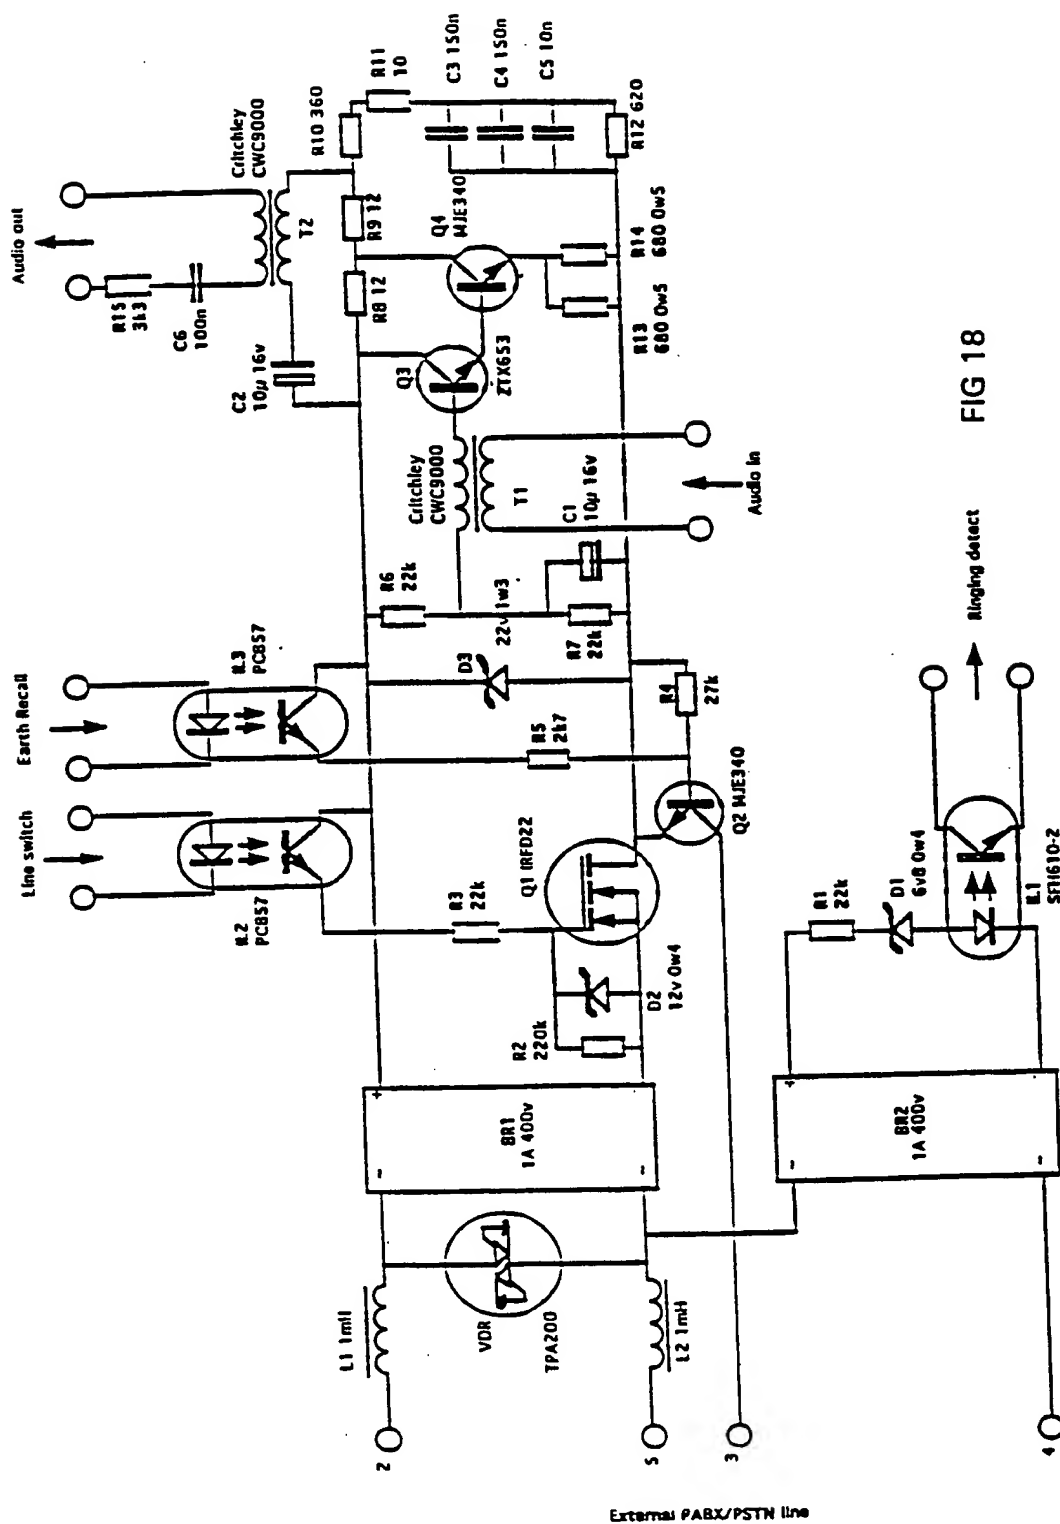 Audio out
R15
3k3
C6
100n
Critchley
CWC9000
T2
C2
10µ 16v
R10 360
R11
10
C3 150n
C4 150n
C5 10n
R12 620
R9 12
R8 12
Q4
MJE340
Q3
ZTX653
R14
680 0w5
R13
680 0w5
Critchley
CWC9000
T1
C1
10µ 16v
Audio in
R6
22k
22v 1w3
D3
R7
22k
Earth Recall
IL3
PC857
R5
2k7
R4
27k
Line switch
IL2
PC857
R3
22k
Q1 IRFD22
Q2 MJE340
R2
220k
D2
12v 0w4
+
-
BR1
1A 400v
-
-
VDR
TPA200
L1 1mH
L2 1mH
2
5
3
4
+
-
BR2
1A 400v
-
-
R1
22k
D1
6v8 0w4
IL1
SFH610-2
Ringing detect
External PABX/PSTN line
FIG 18